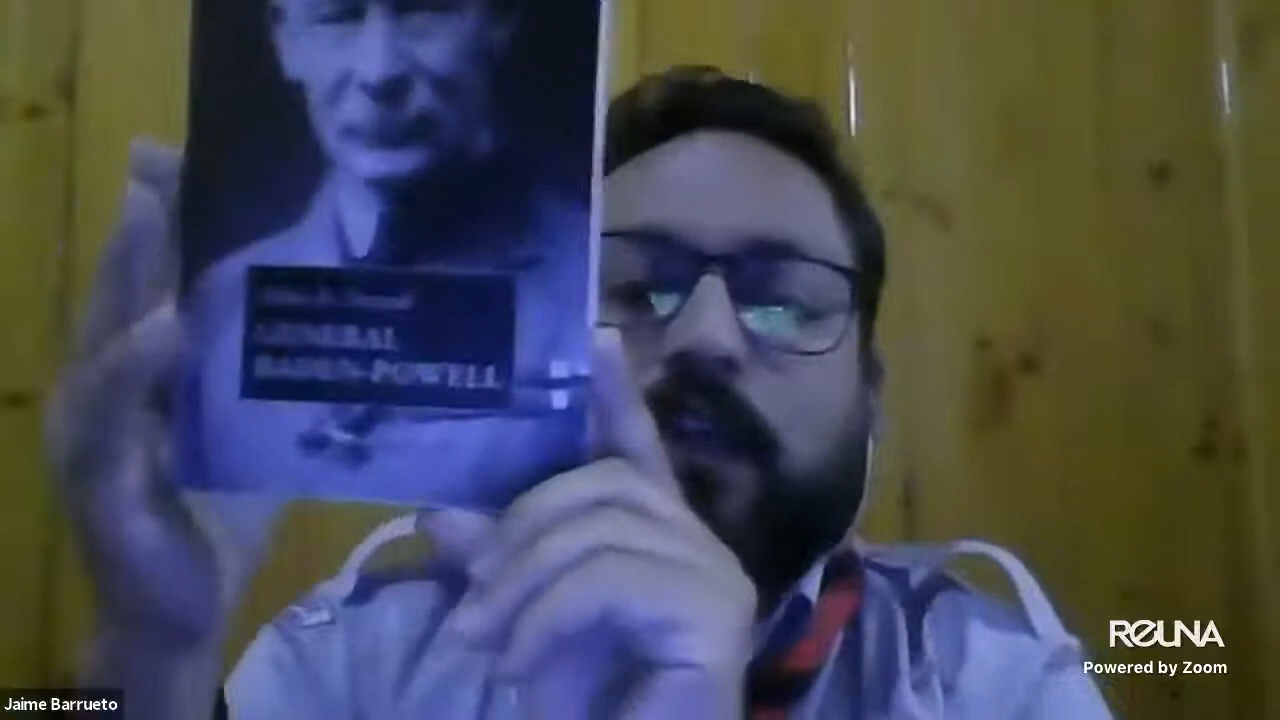 GENERAL
BADEN-POWELL
REUNA
Powered by Zoom
Jaime Barrueto